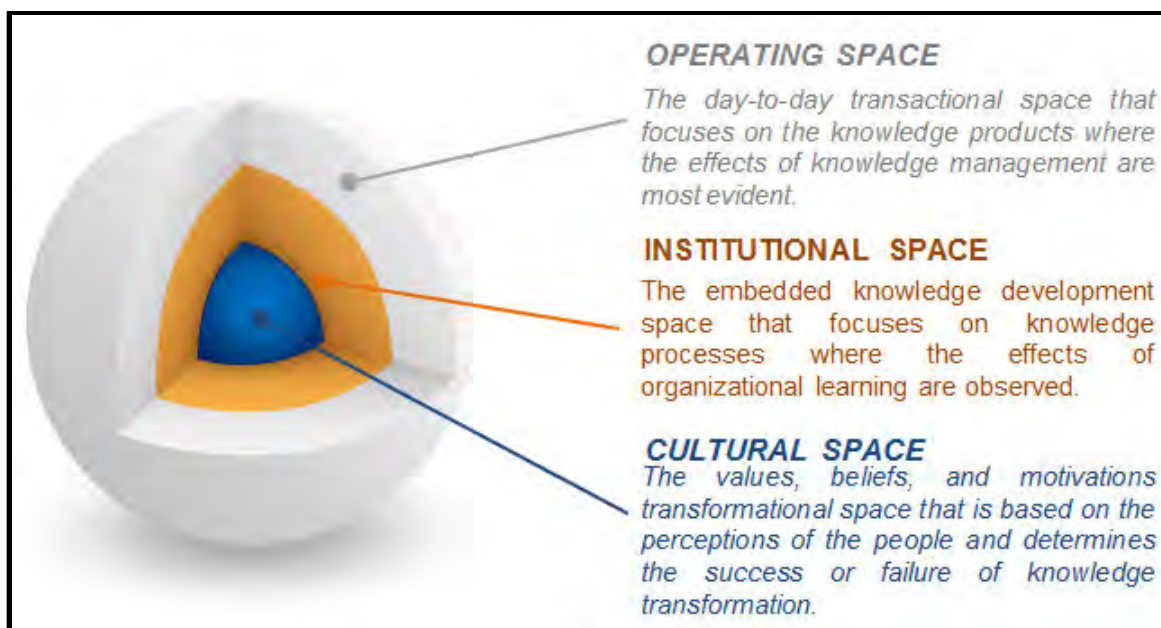 OPERATING SPACE
The day-to-day transactional space that
focuses on the knowledge products where
the effects of knowledge management are
most evident.
INSTITUTIONAL SPACE
The embedded knowledge development
space that focuses on knowledge
processes where the effects of
organizational learning are observed.
CULTURAL SPACE
The values, beliefs, and motivations
transformational space that is based on the
perceptions of the people and determines
the success or failure of knowledge
transformation.